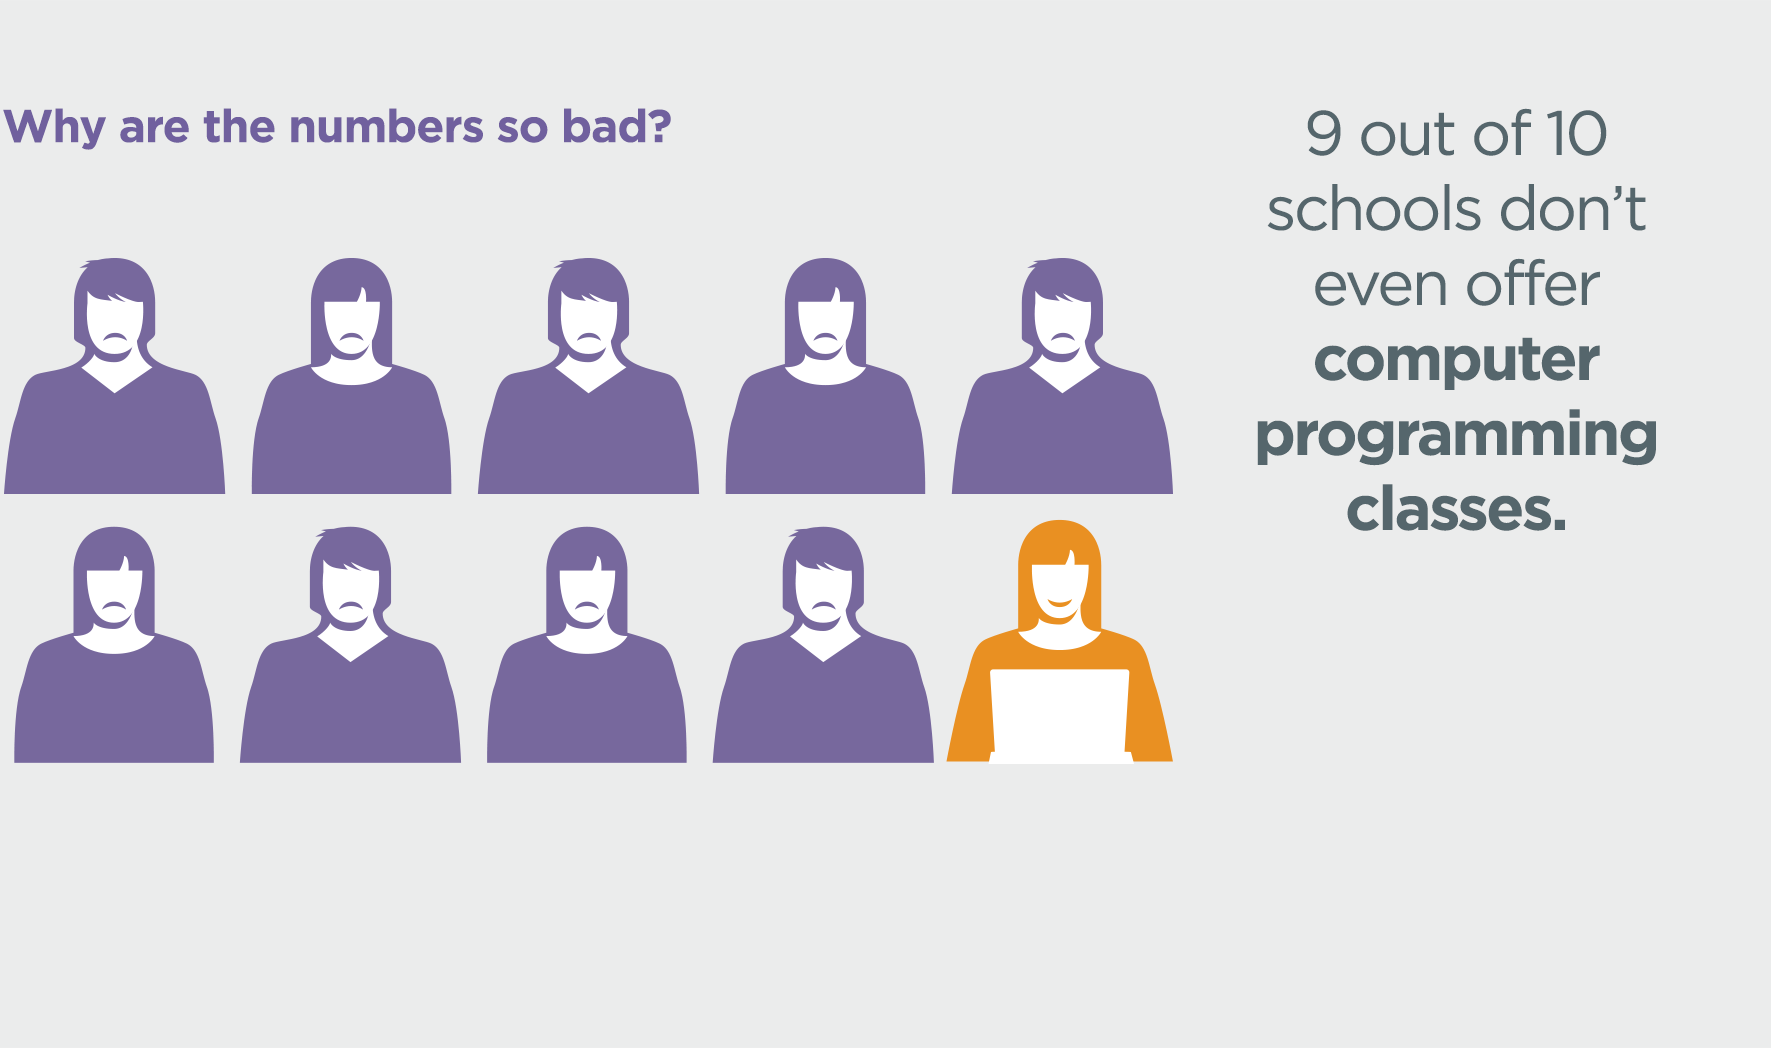 Why are the numbers so bad?
9 out of 10
schools don’t
even offer
computer
programming
classes.